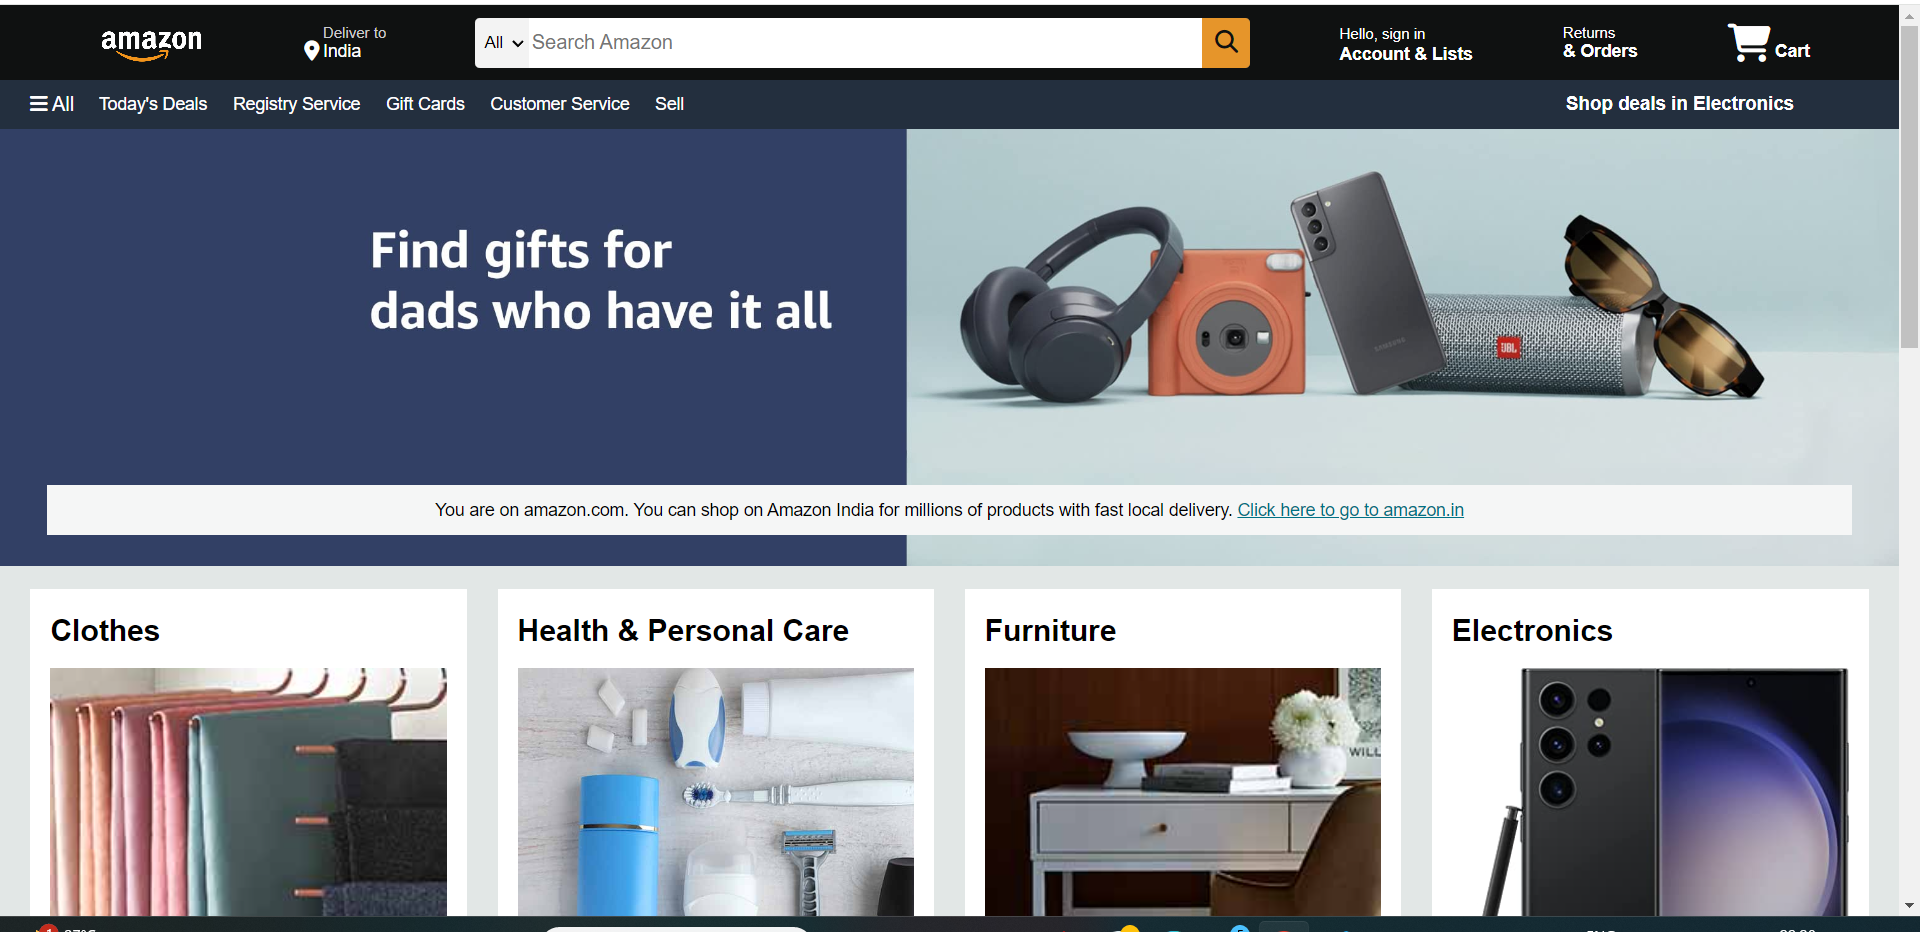 amazon
Deliver to
India
All
Search Amazon
Hello, sign in
Account & Lists
Returns
& Orders
Cart
All
Today's Deals
Registry Service
Gift Cards
Customer Service
Sell
Shop deals in Electronics
Find gifts for
dads who have it all
SAMSUNG
JBL
You are on amazon.com. You can shop on Amazon India for millions of products with fast local delivery. Click here to go to amazon.in
Clothes
Health & Personal Care
Furniture
Electronics
WILL